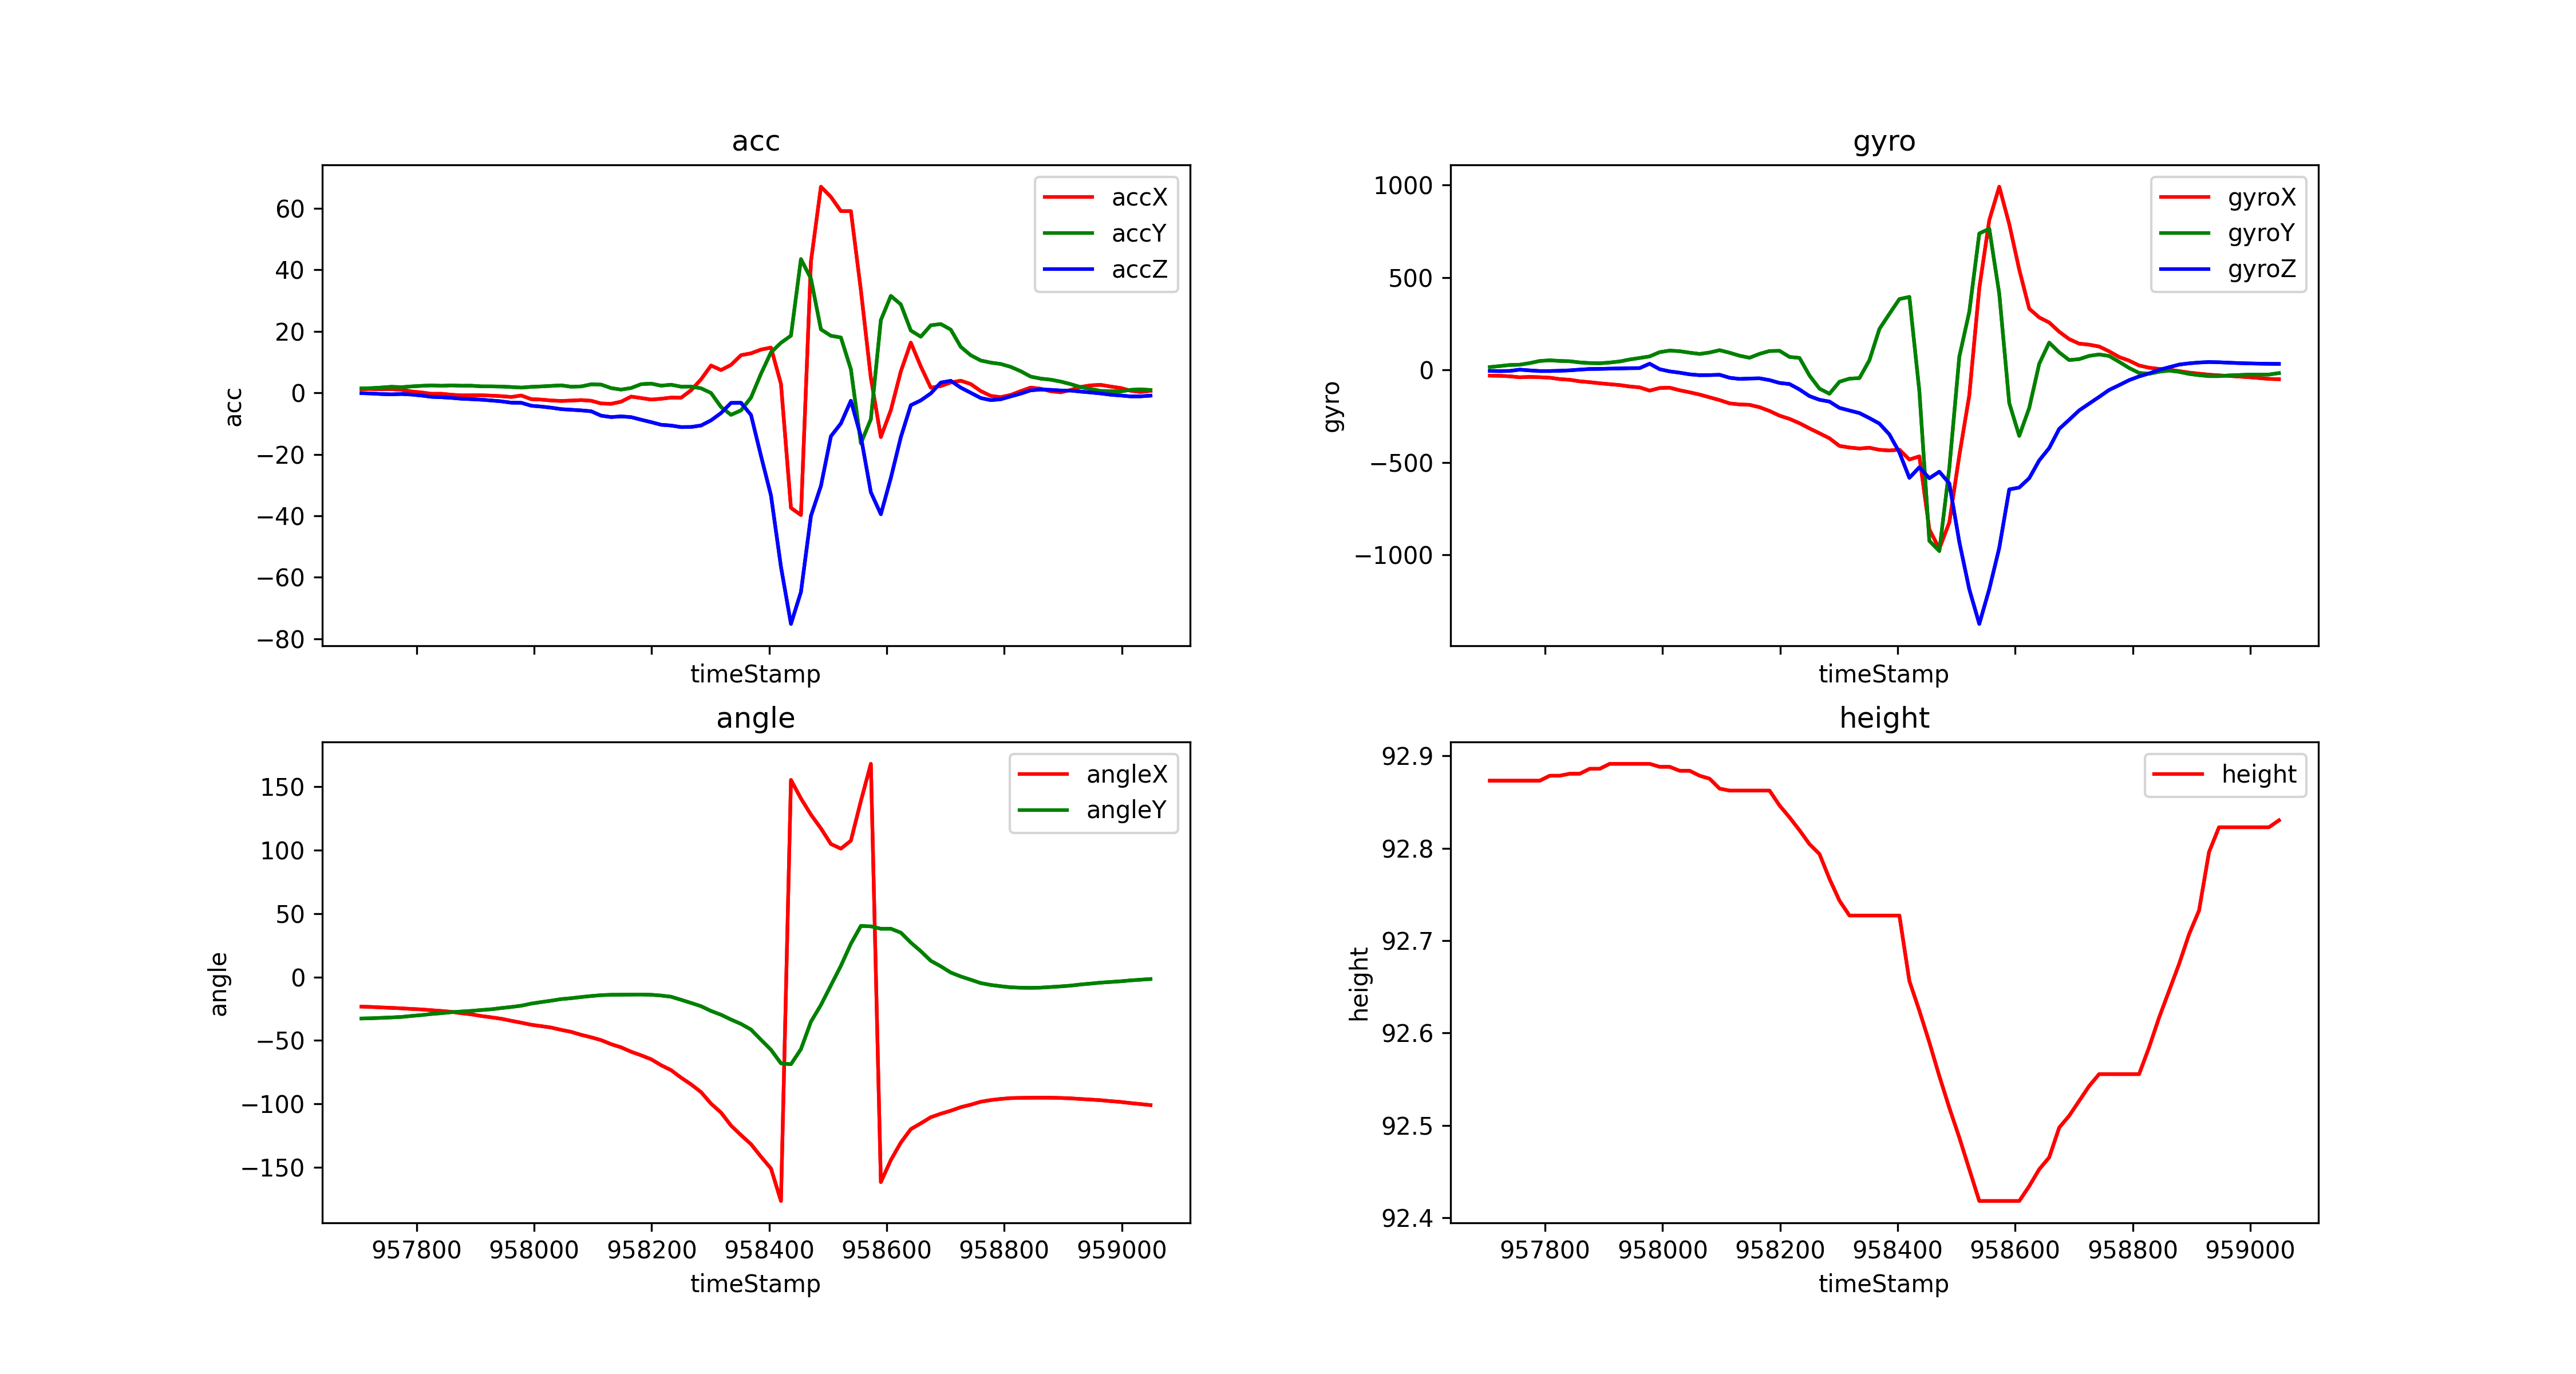 acc
60
40
20
0
−20
−40
−60
−80
acc
accX
accY
accZ
timeStamp
gyro
1000
500
0
−500
−1000
gyro
gyroX
gyroY
gyroZ
timeStamp
angle
150
100
50
0
−50
−100
−150
angle
angleX
angleY
957800 958000 958200 958400 958600 958800 959000
timeStamp
height
92.9
92.8
92.7
92.6
92.5
92.4
height
height
957800 958000 958200 958400 958600 958800 959000
timeStamp